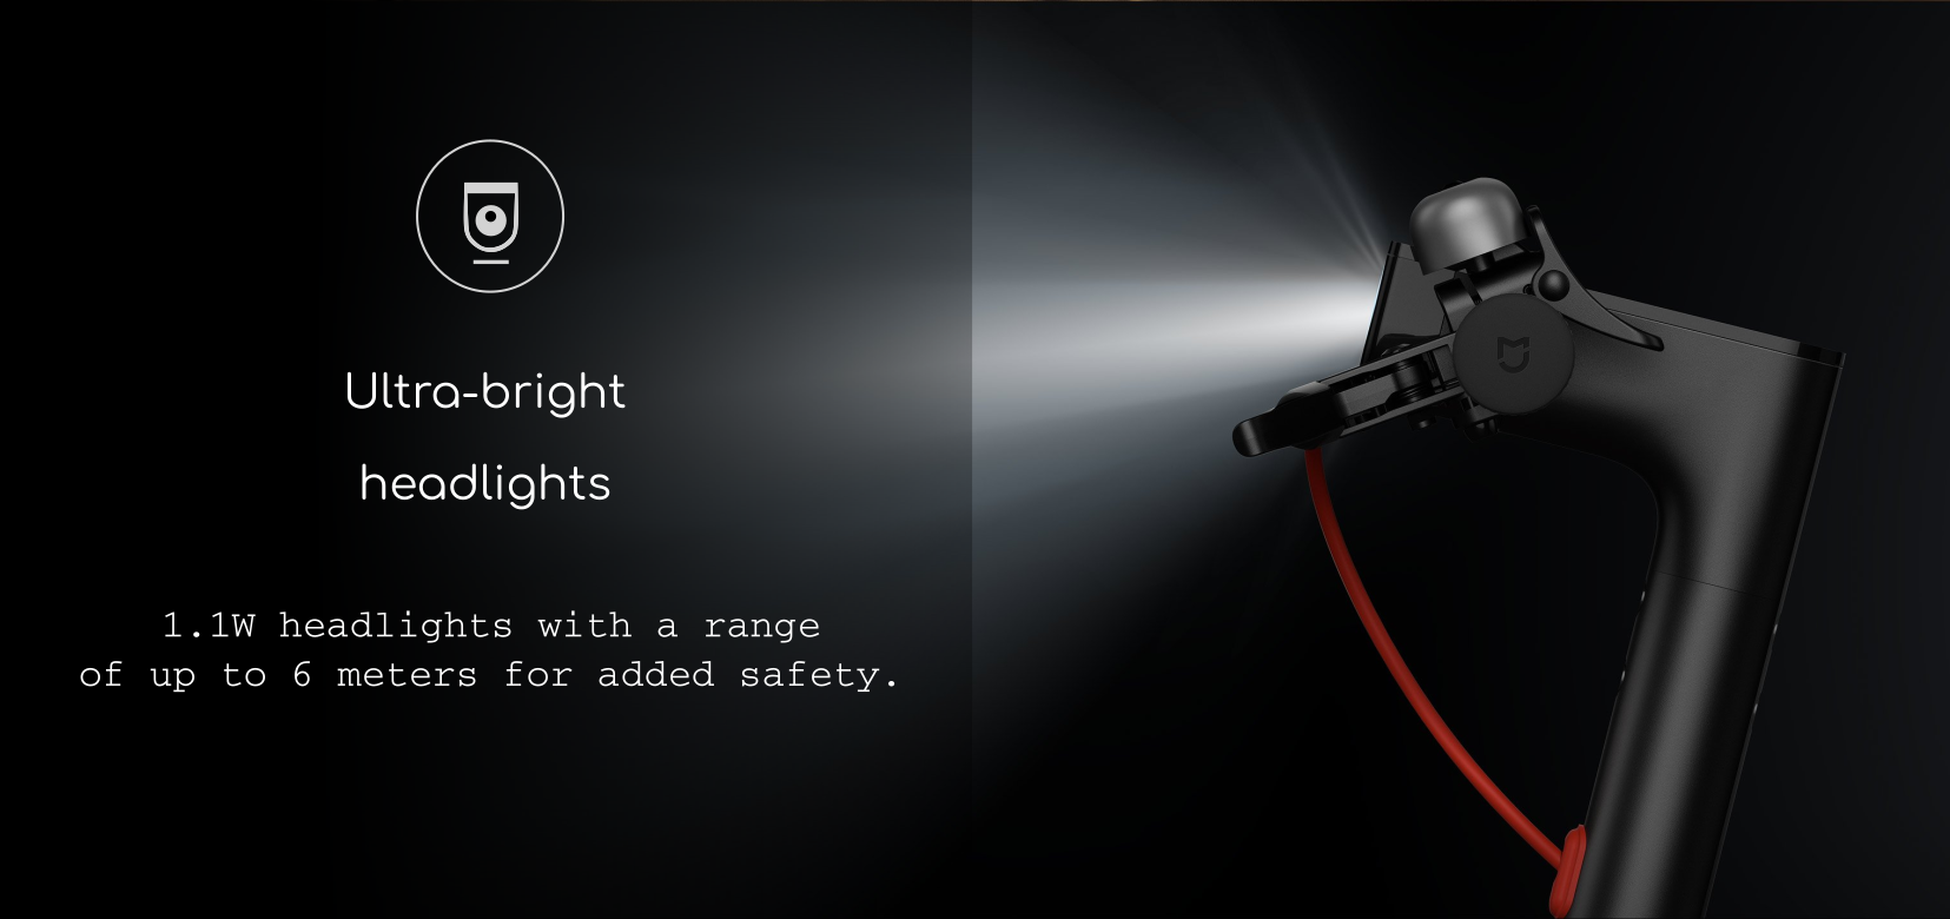 Ultra-bright
headlights
1.1W headlights with a range
of up to 6 meters for added safety.